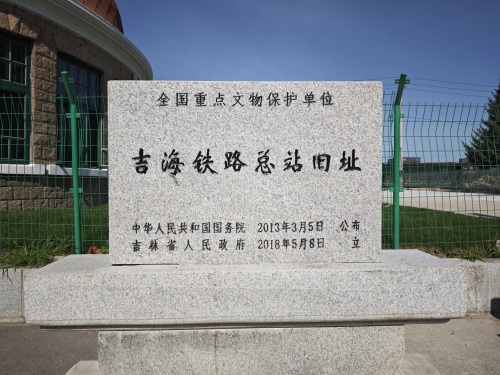 全国重点文物保护单位
吉海铁路总站旧址
中华人民共和国国务院 2013年3月5日 公布
吉林省人民政府 2018年5月8日 立